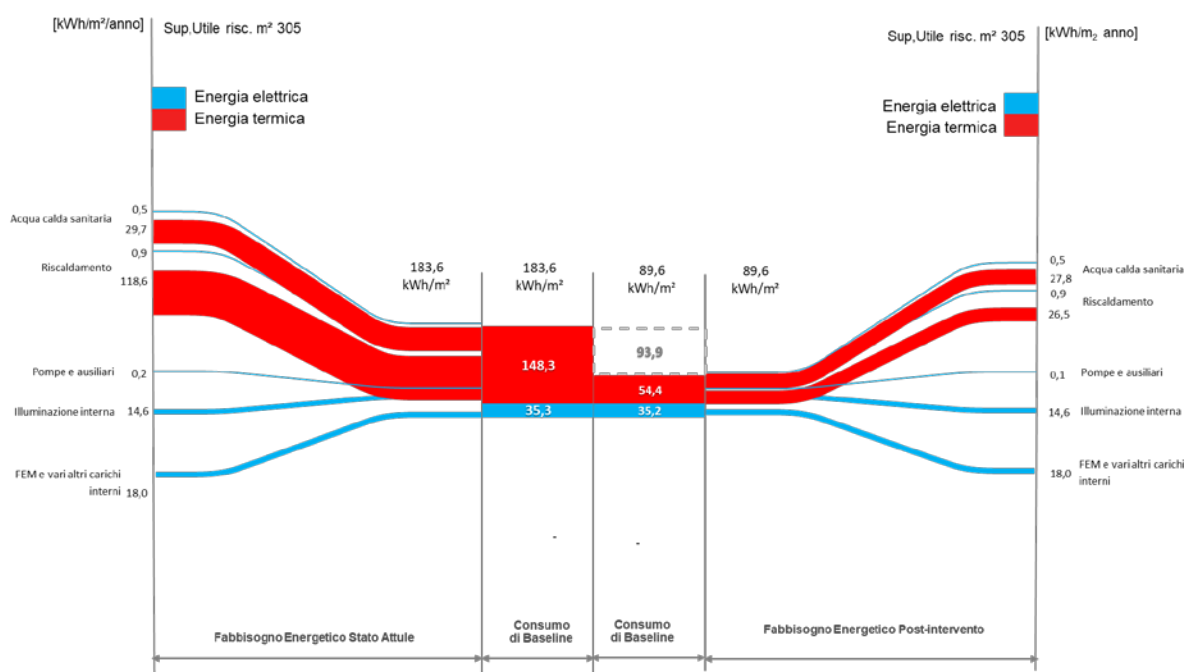 [kWh/m²/anno]
Sup,Utile risc. m² 305
Sup,Utile risc. m² 305
[kWh/m₂ anno]
Energia elettrica
Energia termica
Energia elettrica
Energia termica
Acqua calda sanitaria
0,5
29,7
0,9
Riscaldamento
118,6
Pompe e ausiliari
0,2
Illuminazione interna
14,6
FEM e vari altri carichi
interni
18,0
183,6
kWh/m²
183,6
kWh/m²
89,6
kWh/m²
89,6
kWh/m²
148,3
93,9
54,4
35,3
35,2
0,5
Acqua calda sanitaria
27,8
0,9
Riscaldamento
26,5
0,1
Pompe e ausiliari
14,6
Illuminazione interna
18,0
FEM e vari altri carichi
interni
-
-
Fabbisogno Energetico Stato Attule
Consumo
di Baseline
Consumo
di Baseline
Fabbisogno Energetico Post-intervento